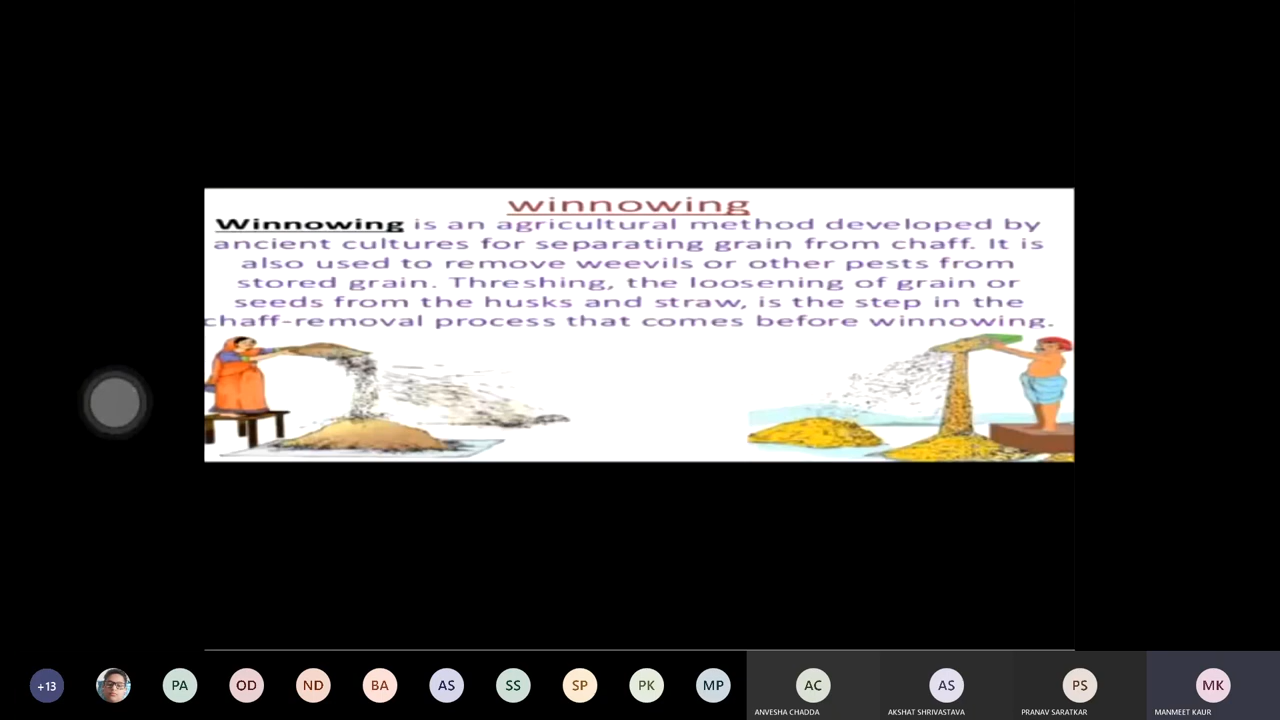 winnowing
Winnowing is an agricultural method developed by
ancient cultures for separating grain from chaff. It is
also used to remove weevils or other pests from
stored grain. Threshing, the loosening of grain or
seeds from the husks and straw, is the step in the
chaff-removal process that comes before winnowing.
+13 PA OD ND BA AS SS SP PK MP AC AS PS MK
ANVESHA CHADDA AKSHAT SHRIVASTAVA PRANAV SARATKAR MANMEET KAUR